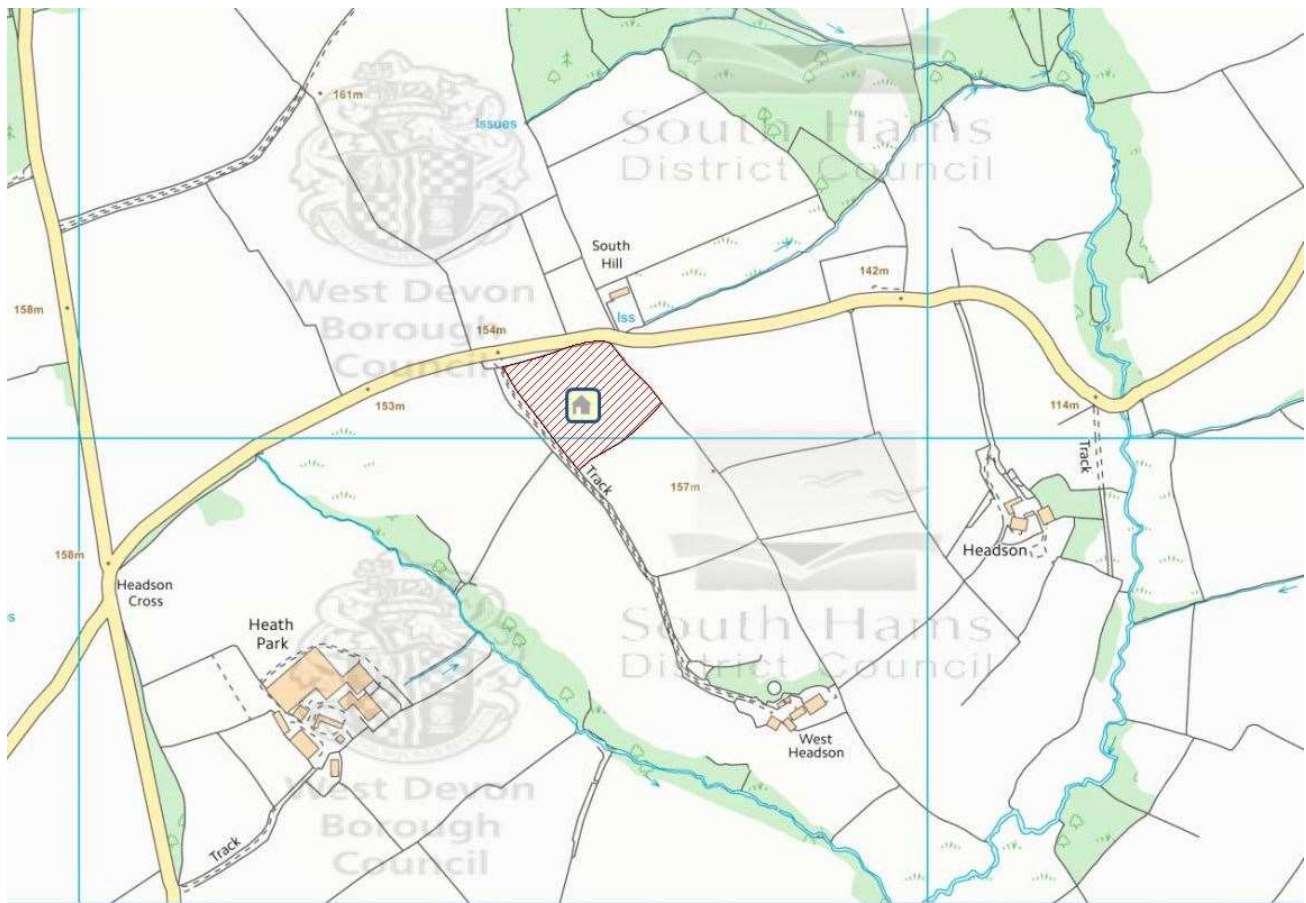 161m
Issues
South Hams
District Council
South
Hill
142m
West Devon
Borough
Council
158m
Iss
154m
153m
114m
Track
Track
157m
158m
Headson
Cross
Headson
Heath
Park
South Hams
District Council
West
Headson
West Devon
Borough
Council
Track